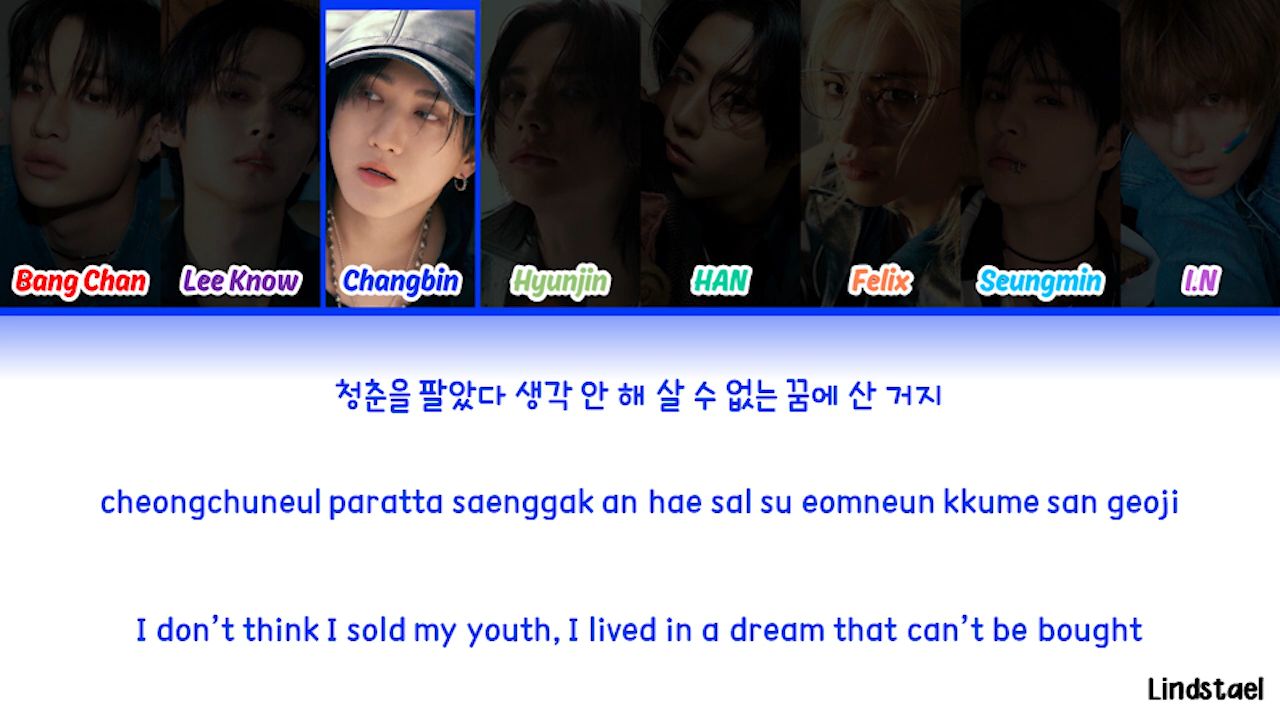 Bang Chan
Lee Know
Changbin
Hyunjin
HAN
Felix
Seungmin
I.N
청춘을 팔았다 생각 안 해 살 수 없는 꿈에 산 거지
cheongchuneul paratta saenggak an hae sal su eomneun kkume san geoji
I don't think I sold my youth, I lived in a dream that can't be bought
Lindstael